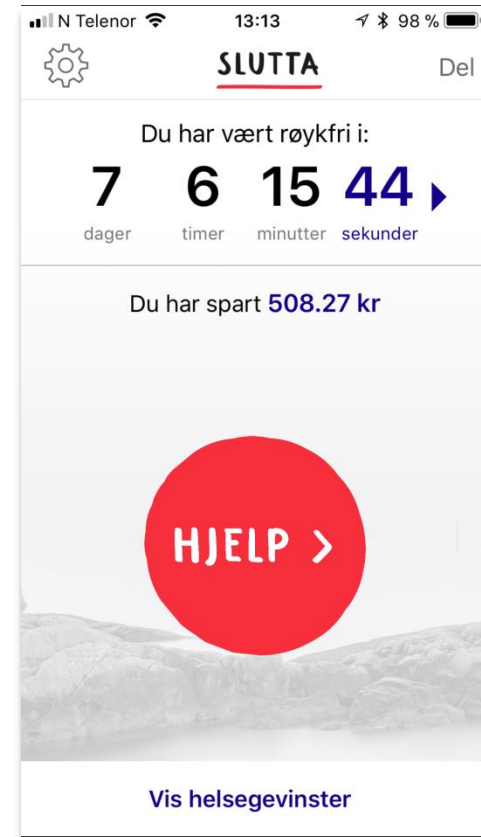 N Telenor 13:13 98 %
SLUTTA Del
Du har vært røykfri i:
7 6 15 44
dager timer minutter sekunder
Du har spart 508.27 kr
HJELP >
Vis helsegevinster